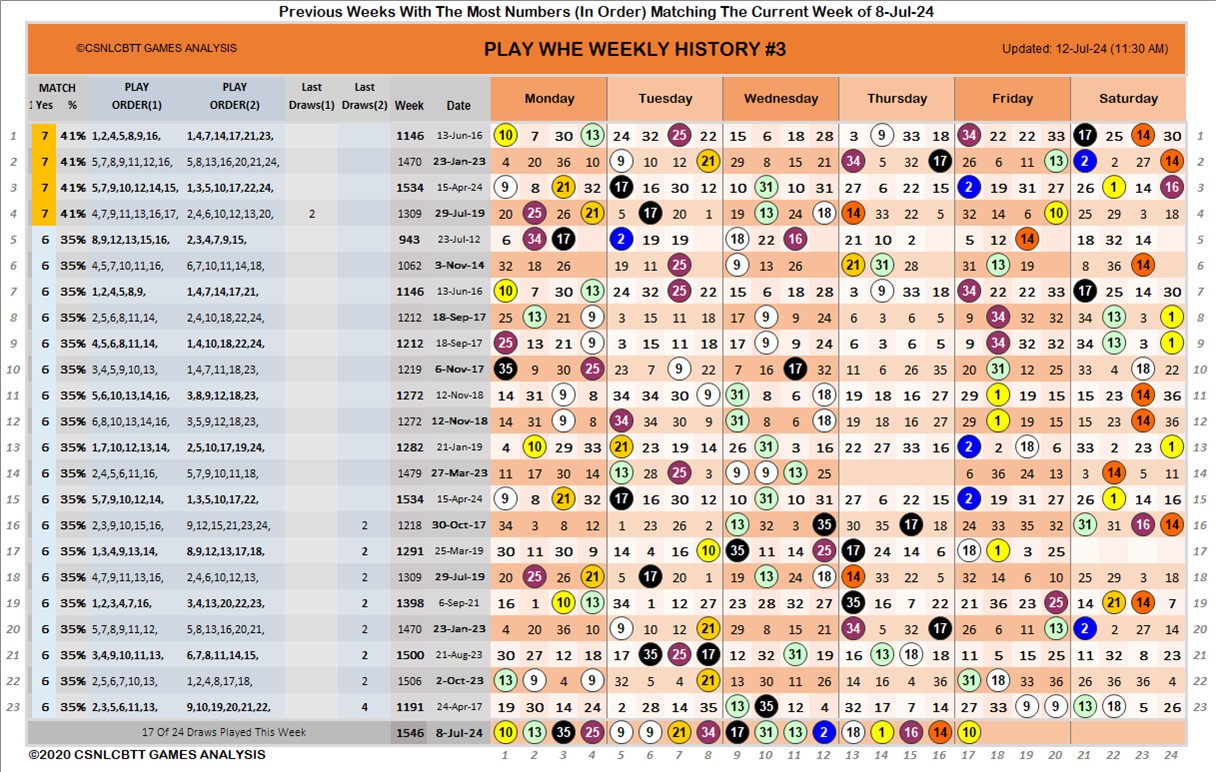 Previous Weeks With The Most Numbers (In Order) Matching The Current Week of 8-Jul-24
©CSNLCBTT GAMES ANALYSIS PLAY WHE WEEKLY HISTORY #3 Updated: 12-Jul-24 (11:30 AM)
MATCH PLAY PLAY Last Last
Yes % ORDER(1) ORDER(2) Draws(1) Draws(2) Week Date Monday Tuesday Wednesday Thursday Friday Saturday
1 7 41% 1,2,4,5,8,9,16, 1,4,7,14,17,21,23, 1146 13-Jun-16 10 7 30 13 24 32 25 22 15 6 18 28 3 9 33 18 34 22 22 33 17 25 14 30 1
2 7 41% 5,7,8,9,11,12,16, 5,8,13,16,20,21,24, 1470 23-Jan-23 4 20 36 10 9 10 12 21 29 8 15 21 34 5 32 17 26 6 11 13 2 2 27 14 2
3 7 41% 5,7,9,10,12,14,15, 1,3,5,10,17,22,24, 1534 15-Apr-24 9 8 21 32 17 16 30 12 10 31 10 31 27 6 22 15 2 19 31 27 26 1 14 16 3
4 7 41% 4,7,9,11,13,16,17, 2,4,6,10,12,13,20, 2 1309 29-Jul-19 20 25 26 21 5 17 20 1 19 13 24 18 14 33 22 5 32 14 6 10 25 29 3 18 4
5 6 35% 8,9,12,13,15,16, 2,3,4,7,9,15, 943 23-Jul-12 6 34 17 2 19 19 18 22 16 21 10 2 5 12 14 18 32 14 5
6 6 35% 4,5,7,10,11,16, 6,7,10,11,14,18, 1062 3-Nov-14 32 18 26 19 11 25 9 13 26 21 31 28 31 13 19 8 36 14 6
7 6 35% 1,2,4,5,8,9, 1,4,7,14,17,21, 1146 13-Jun-16 10 7 30 13 24 32 25 22 15 6 18 28 3 9 33 18 34 22 22 33 17 25 14 30 7
8 6 35% 2,5,6,8,11,14, 2,4,10,18,22,24, 1212 18-Sep-17 25 13 21 9 3 15 11 18 17 9 9 24 6 3 6 5 9 34 32 32 34 13 3 1 8
9 6 35% 4,5,6,8,11,14, 1,4,10,18,22,24, 1212 18-Sep-17 25 13 21 9 3 15 11 18 17 9 9 24 6 3 6 5 9 34 32 32 34 13 3 1 9
10 6 35% 3,4,5,9,10,13, 1,4,7,11,18,23, 1219 6-Nov-17 35 9 30 25 23 7 9 22 7 16 17 32 11 6 26 35 20 31 12 25 33 4 18 22 10
11 6 35% 5,6,10,13,14,16, 3,8,9,12,18,23, 1272 12-Nov-18 14 31 9 8 34 34 30 9 31 8 6 18 19 18 16 27 29 1 19 15 15 23 14 36 11
12 6 35% 6,8,10,13,14,16, 3,5,9,12,18,23, 1272 12-Nov-18 14 31 9 8 34 34 30 9 31 8 6 18 19 18 16 27 29 1 19 15 15 23 14 36 12
13 6 35% 1,7,10,12,13,14, 2,5,10,17,19,24, 1282 21-Jan-19 4 10 29 33 21 23 19 14 26 31 3 16 27 23 33 16 2 2 18 6 33 2 23 1 13
14 6 35% 2,4,5,6,11,16, 5,7,9,10,11,18, 1479 27-Mar-23 11 17 30 14 13 28 25 3 9 9 13 25 6 36 24 13 3 14 5 11 14
15 6 35% 5,7,9,10,12,14, 1,3,5,10,17,22, 1534 15-Apr-24 9 8 21 32 17 16 30 12 10 31 10 31 27 6 22 15 2 19 31 27 26 1 14 16 15
16 6 35% 2,3,9,10,15,16, 9,12,15,21,23,24, 2 1218 30-Oct-17 34 3 8 12 1 23 26 2 13 32 3 35 30 35 17 18 24 33 35 32 31 31 16 14 16
17 6 35% 1,3,4,9,13,14, 8,9,12,13,17,18, 2 1291 25-Mar-19 30 11 30 9 14 4 16 10 35 11 14 25 17 24 14 6 18 1 3 25 17
18 6 35% 4,7,9,11,13,16, 2,4,6,10,12,13, 2 1309 29-Jul-19 20 25 26 21 5 17 20 1 19 13 24 18 14 33 22 5 32 14 6 10 25 29 3 18 18
19 6 35% 1,2,3,4,7,16, 3,4,13,20,22,23, 2 1398 6-Sep-21 16 1 10 13 34 1 12 27 23 28 32 27 35 16 7 22 21 36 23 25 22 21 14 7 19
20 6 35% 5,7,8,9,11,12, 5,8,13,16,20,21, 2 1470 23-Jan-23 4 20 36 10 9 10 12 21 29 8 15 21 34 5 32 17 26 6 11 13 2 2 27 14 20
21 6 35% 3,4,9,10,11,13, 6,7,8,11,14,15, 2 1500 21-Aug-23 30 27 12 18 17 35 25 17 12 32 31 19 16 13 18 18 11 5 15 25 11 32 8 23 21
22 6 35% 2,5,6,7,10,13, 1,2,4,8,17,18, 2 1506 2-Oct-23 13 9 4 9 32 5 4 21 13 30 11 26 14 16 4 36 31 18 33 36 26 36 36 4 22
23 6 35% 2,3,5,6,11,13, 9,10,19,20,21,22, 4 1191 24-Apr-17 19 30 14 24 2 28 14 35 13 35 12 4 32 17 7 14 27 33 9 9 13 18 5 26 23
17 Of 24 Draws Played This Week 1546 8-Jul-24 10 13 35 25 9 9 21 34 17 31 13 2 18 1 16 14 10
©2020 CSNLCBTT GAMES ANALYSIS 1 2 3 4 5 6 7 8 9 10 11 12 13 14 15 16 17 18 19 20 21 22 23 24